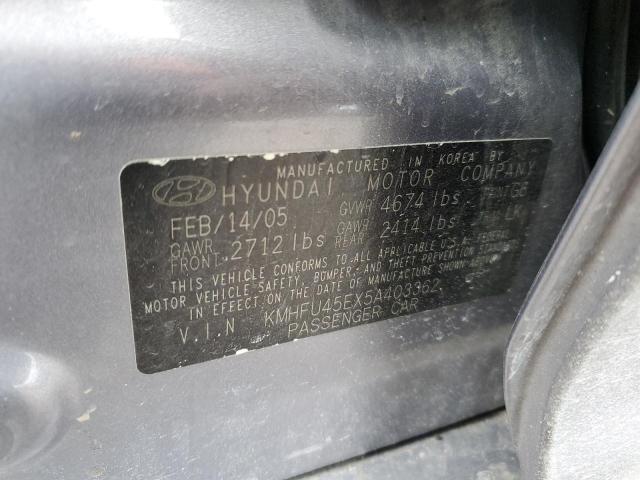 MANUFACTURED IN KOREA BY
HYUNDAI MOTOR COMPANY
FEB/14/05 GVWR 4674 lbs
GAWR FRONT 2712 lbs GAWR REAR 2414 lbs
THIS VEHICLE CONFORMS TO ALL APPLICABLE U.S. FEDERAL
MOTOR VEHICLE SAFETY, BUMPER, AND THEFT PREVENTION STANDARDS
IN EFFECT ON THE DATE OF MANUFACTURE SHOWN ABOVE.
V.I.N KMHFU45EX5A403362
PASSENGER CAR